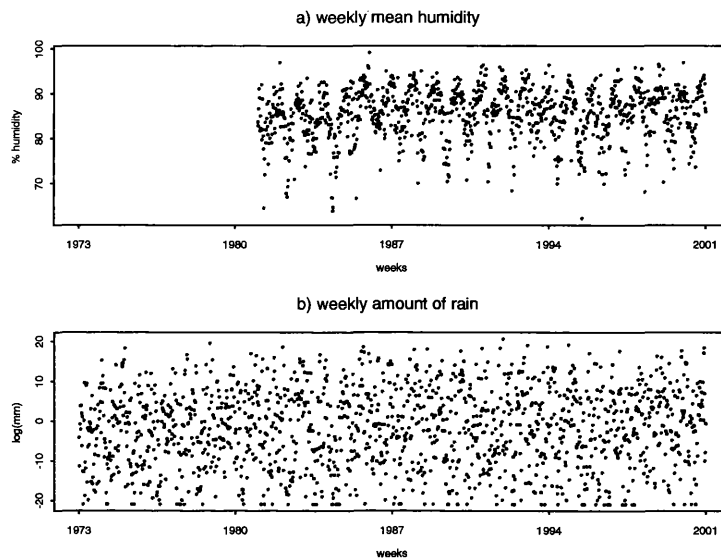 a) weekly mean humidity
100
90
80
70
% humidity
1973 1980 1987 1994 2001
weeks
b) weekly amount of rain
20
10
0
-10
-20
log(mm)
1973 1980 1987 1994 2001
weeks